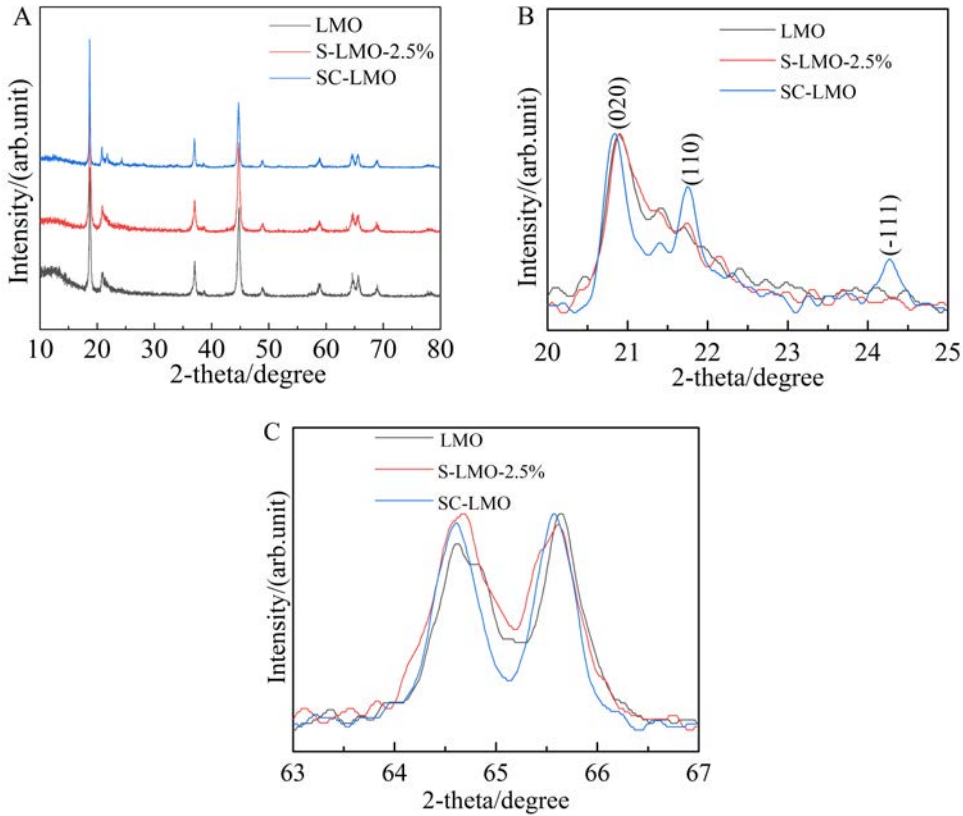 A
LMO
S-LMO-2.5%
SC-LMO
Intensity/(arb.unit)
10 20 30 40 50 60 70 80
2-theta/degree
B
LMO
S-LMO-2.5%
SC-LMO
(020)
(110)
(-111)
Intensity/(arb.unit)
20 21 22 23 24 25
2-theta/degree
C
LMO
S-LMO-2.5%
SC-LMO
Intensity/(arb.unit)
63 64 65 66 67
2-theta/degree